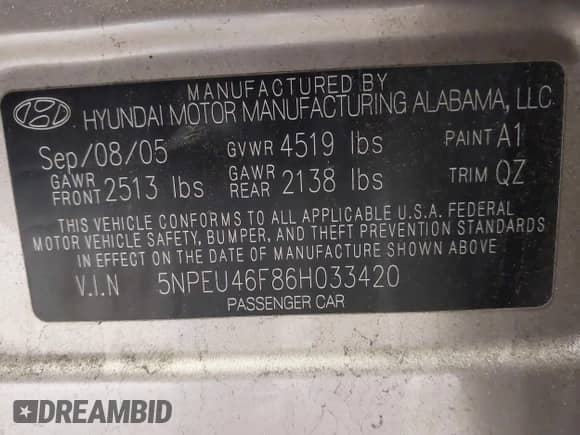 MANUFACTURED BY
HYUNDAI MOTOR MANUFACTURING ALABAMA, LLC
Sep/08/05 GVWR 4519 lbs PAINT A1
GAWR FRONT 2513 lbs GAWR REAR 2138 lbs TRIM QZ
THIS VEHICLE CONFORMS TO ALL APPLICABLE U.S.A. FEDERAL
MOTOR VEHICLE SAFETY, BUMPER, AND THEFT PREVENTION STANDARDS
IN EFFECT ON THE DATE OF MANUFACTURE SHOWN ABOVE
V.I.N 5NPEU46F86H033420
PASSENGER CAR
DREAMBID